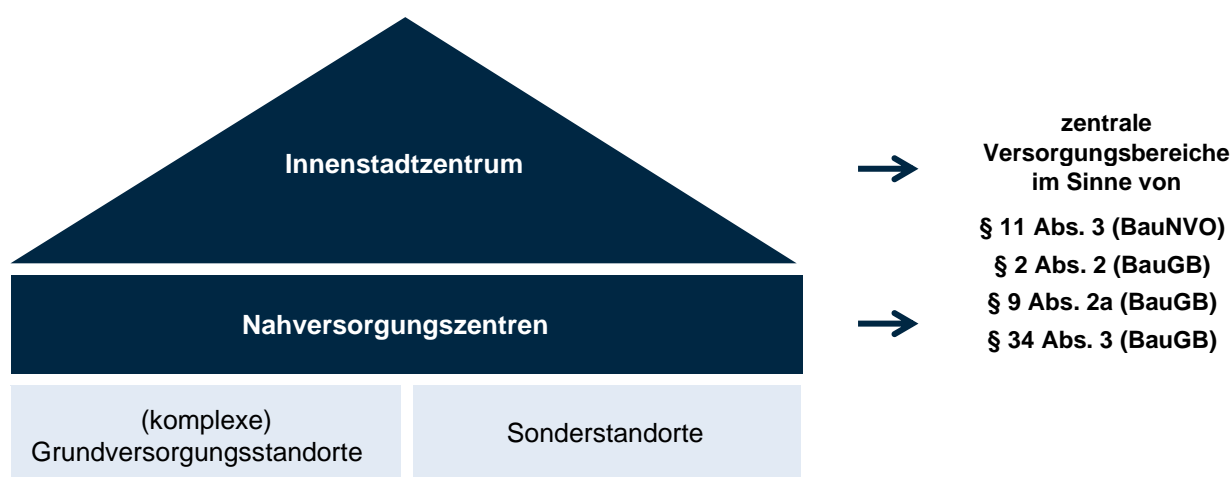 Innenstadtzentrum
Nahversorgungszentren
(komplexe)
Grundversorgungsstandorte
Sonderstandorte
zentrale
Versorgungsbereiche
im Sinne von
§ 11 Abs. 3 (BauNVO)
§ 2 Abs. 2 (BauGB)
§ 9 Abs. 2a (BauGB)
§ 34 Abs. 3 (BauGB)